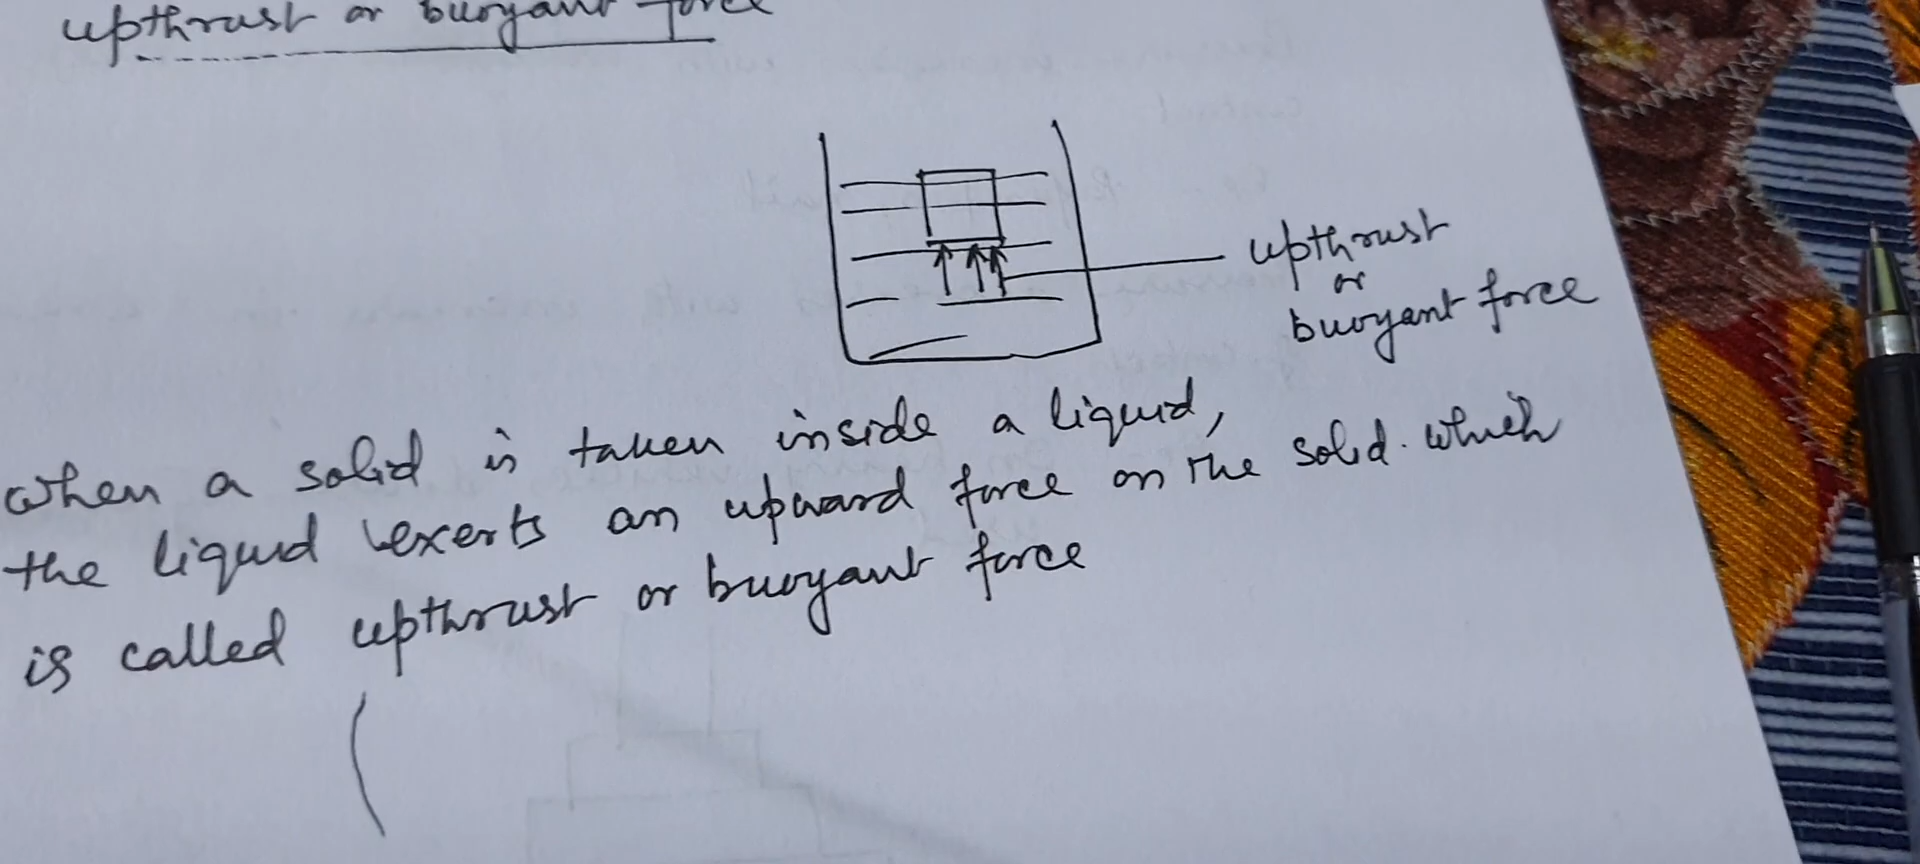 upthrust or buoyant force
upthrust
or
buoyant force
when a solid is taken inside a liquid,
the liquid exerts an upward force on the solid. which
is called upthrust or buoyant force
(